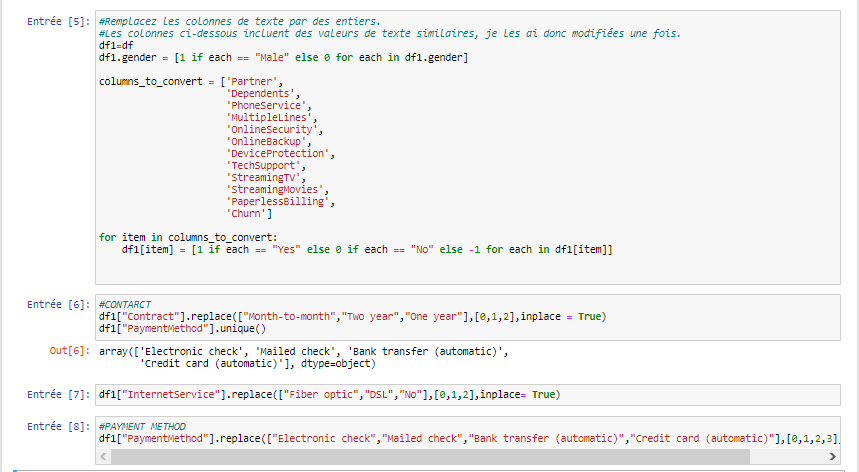 Entrée [5]: #Remplacez les colonnes de texte par des entiers.
#Les colonnes ci-dessous incluent des valeurs de texte similaires, je les ai donc modifiées une fois.
df1=df
df1.gender = [1 if each == "Male" else 0 for each in df1.gender]
columns_to_convert = ['Partner',
'Dependents',
'PhoneService',
'MultipleLines',
'OnlineSecurity',
'OnlineBackup',
'DeviceProtection',
'TechSupport',
'StreamingTV',
'StreamingMovies',
'PaperlessBilling',
'Churn']
for item in columns_to_convert:
df1[item] = [1 if each == "Yes" else 0 if each == "No" else -1 for each in df1[item]]
Entrée [6]: #CONTARCT
df1["Contract"].replace(["Month-to-month","Two year","One year"],[0,1,2],inplace = True)
df1["PaymentMethod"].unique()
Out[6]: array(['Electronic check', 'Mailed check', 'Bank transfer (automatic)',
'Credit card (automatic)'], dtype=object)
Entrée [7]: df1["InternetService"].replace(["Fiber optic","DSL","No"],[0,1,2],inplace= True)
Entrée [8]: #PAYMENT METHOD
df1["PaymentMethod"].replace(["Electronic check","Mailed check","Bank transfer (automatic)","Credit card (automatic)"],[0,1,2,3],